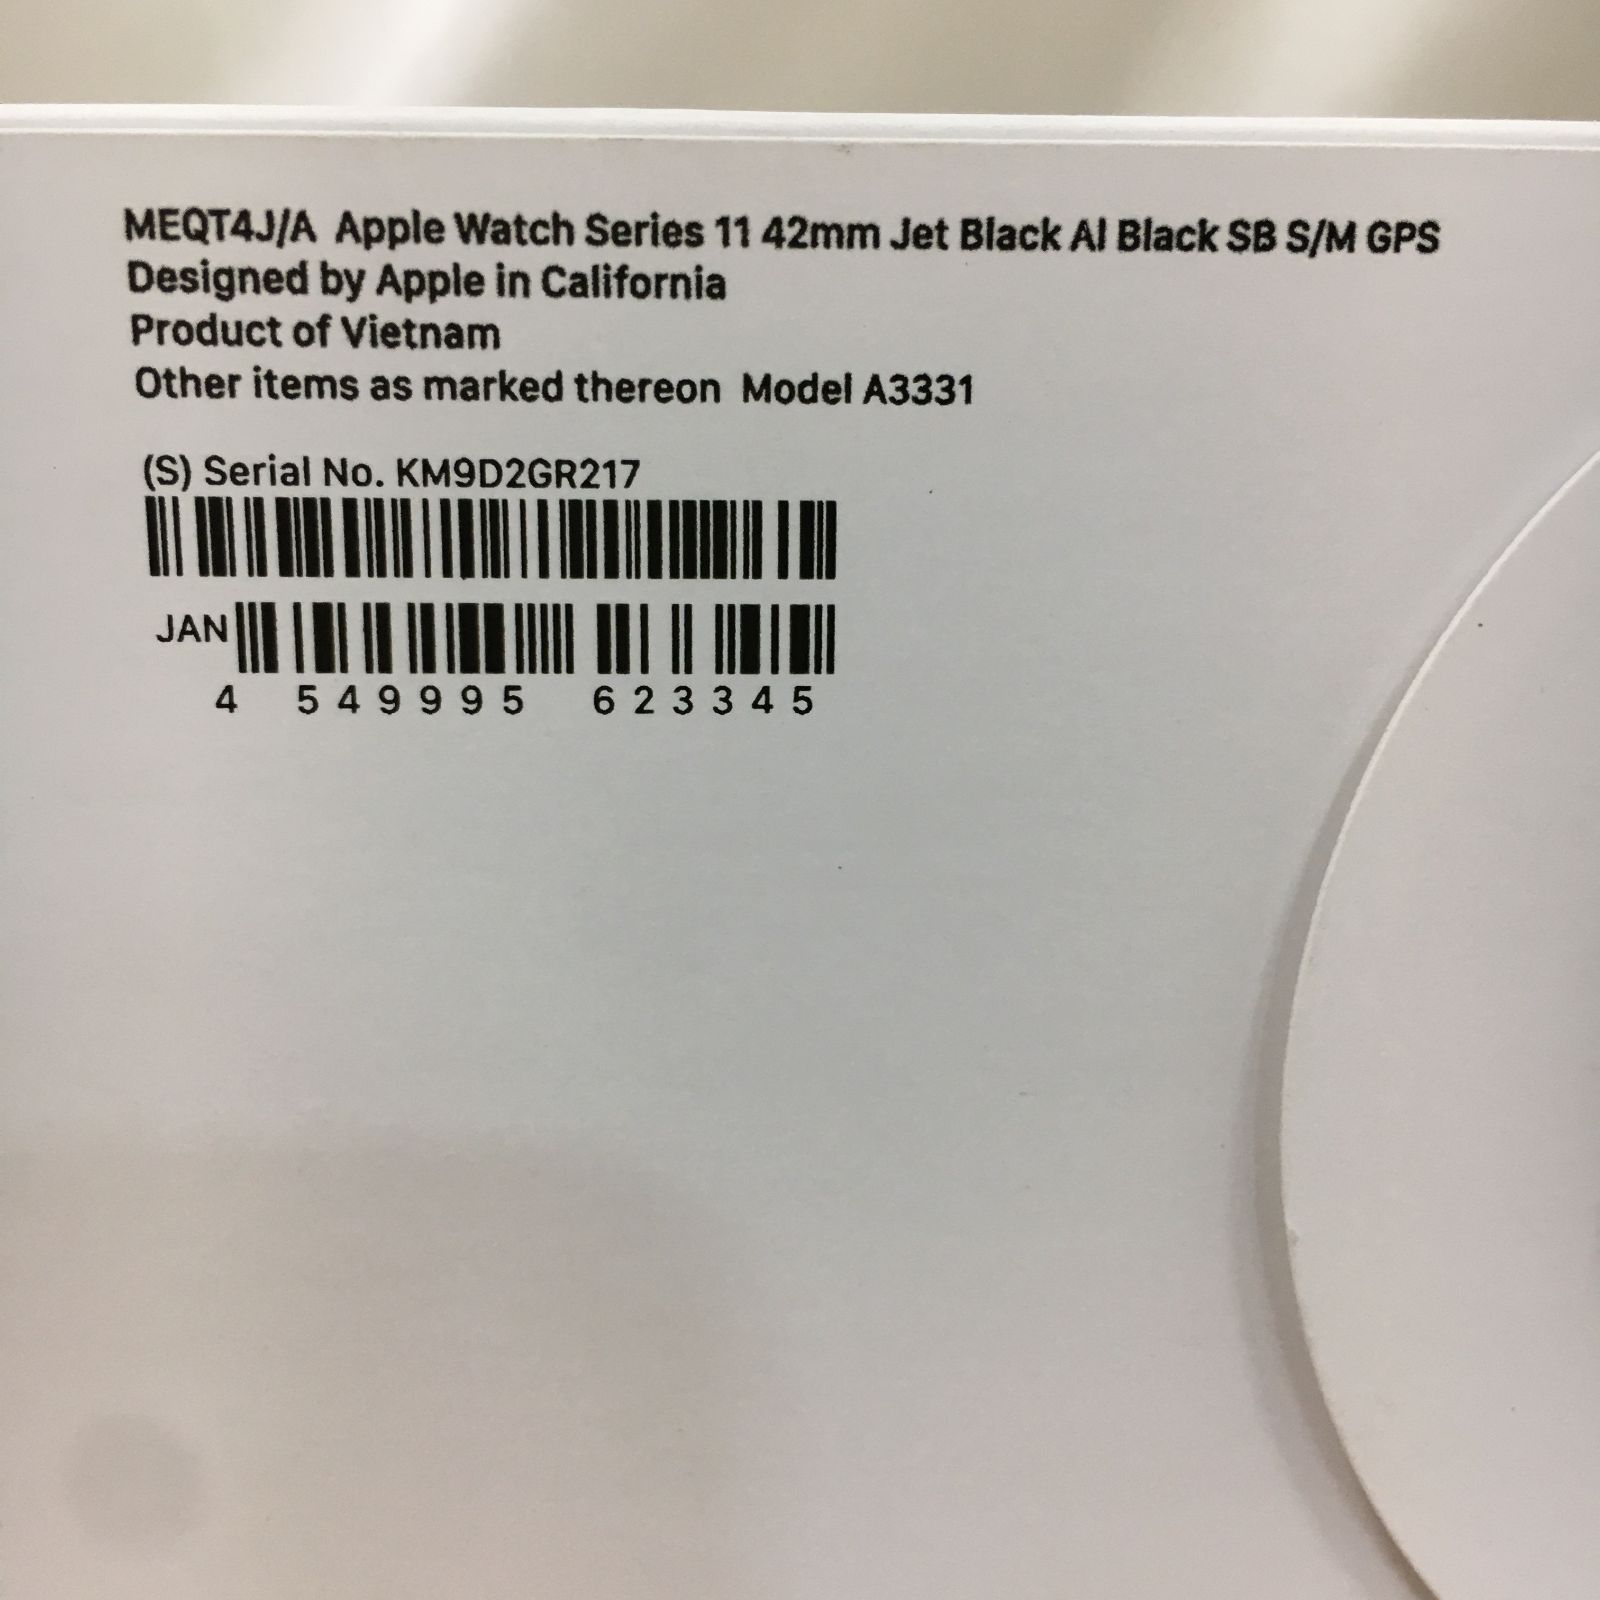 MEQT4J/A Apple Watch Series 11 42mm Jet Black Al Black SB S/M GPS
Designed by Apple in California
Product of Vietnam
Other items as marked thereon Model A3331
(S) Serial No. KM9D2GR217
JAN
4 549995 623345